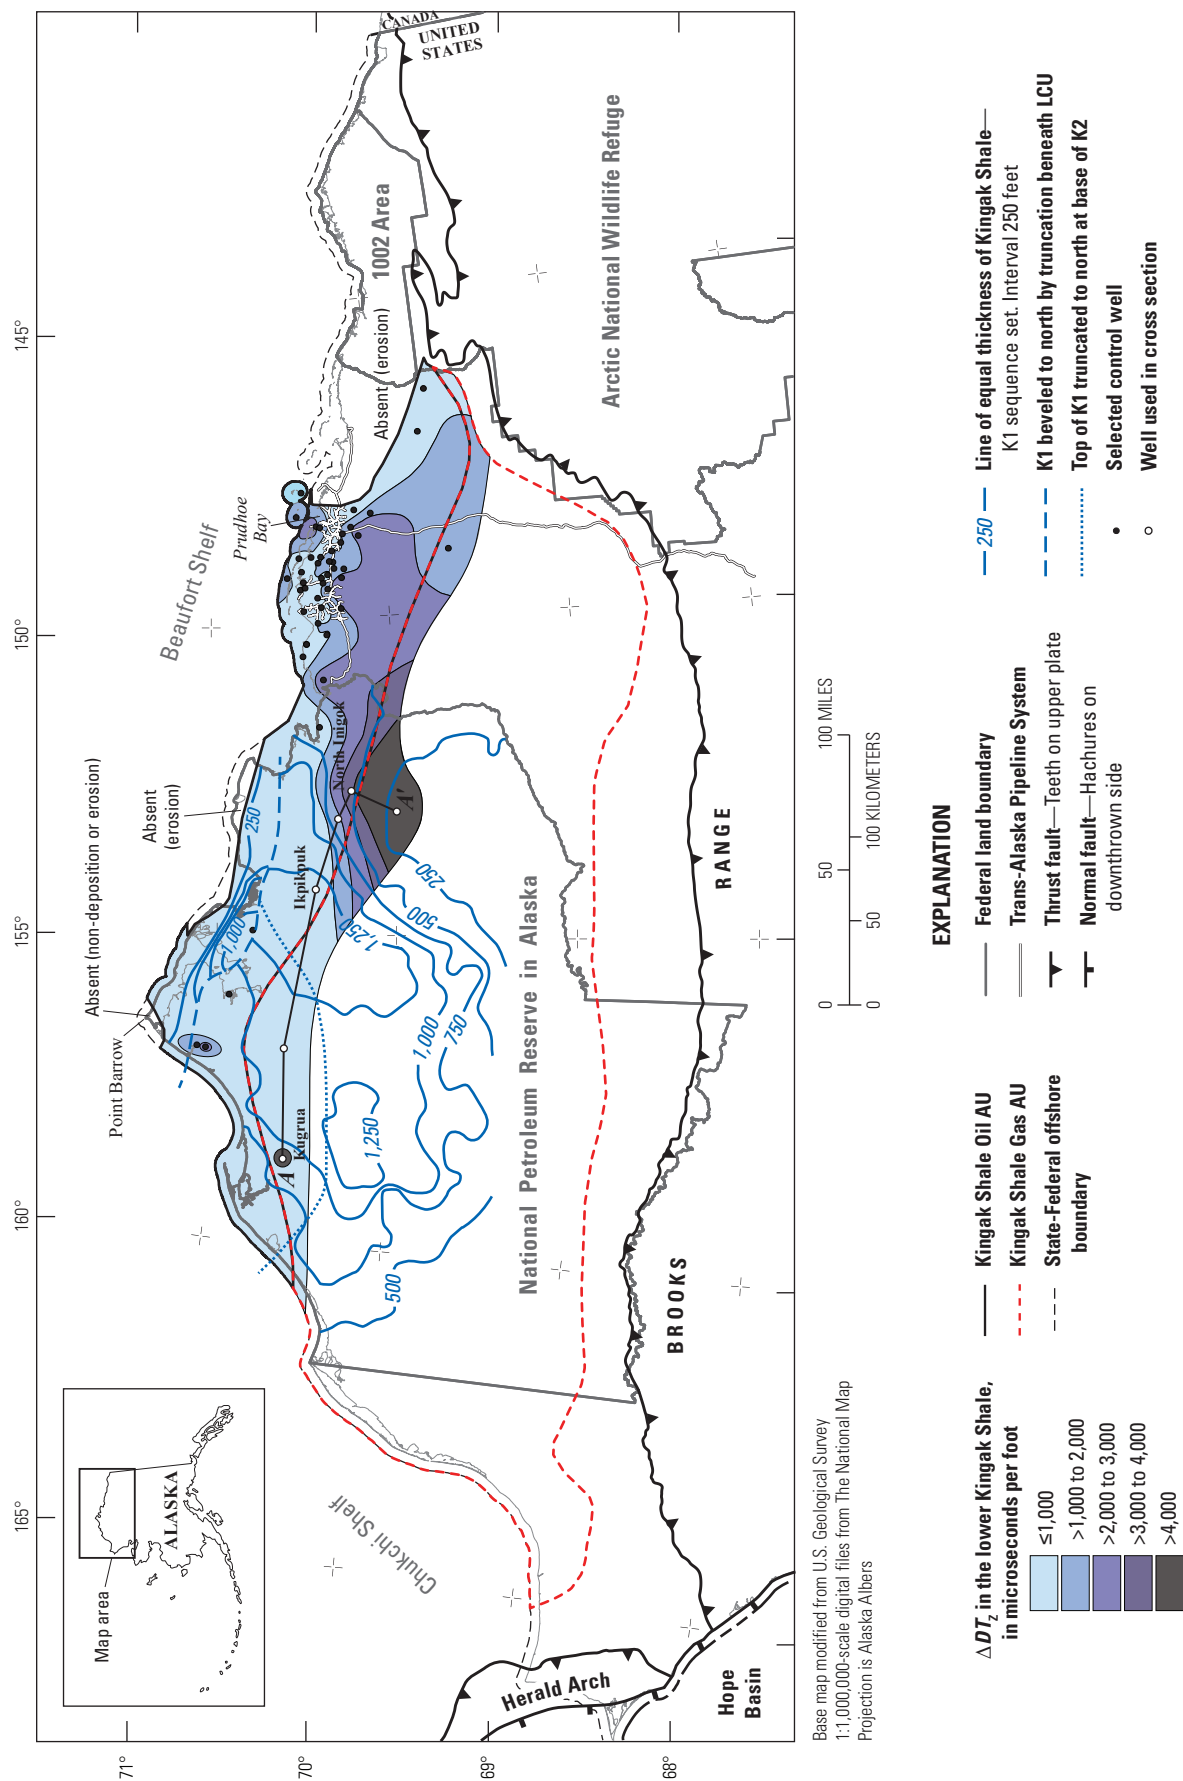 145°
150°
155°
160°
165°
71°
70°
69°
68°
CANADA
UNITED
STATES
Map area
ALASKA
Beaufort Shelf
Chukchi Shelf
Prudhoe
Bay
Absent (erosion)
1002 Area
Arctic National Wildlife Refuge
Absent
(erosion)
Absent (non-deposition or erosion)
Point Barrow
250
1,000
1,250
500
250
1,000
750
1,250
500
Ikpikpuk
North Inigok
Kugrua
A
A'
National Petroleum Reserve in Alaska
BROOKS
RANGE
Herald Arch
Hope
Basin
Base map modified from U.S. Geological Survey
1:1,000,000-scale digital files from The National Map
Projection is Alaska Albers
0 50 100 MILES
0 50 100 KILOMETERS
EXPLANATION
△DTz in the lower Kingak Shale,
in microseconds per foot
≤1,000
>1,000 to 2,000
>2,000 to 3,000
>3,000 to 4,000
>4,000
Kingak Shale Oil AU
Kingak Shale Gas AU
State-Federal offshore
boundary
Federal land boundary
Trans-Alaska Pipeline System
Thrust fault—Teeth on upper plate
Normal fault—Hachures on
downthrown side
250
Line of equal thickness of Kingak Shale—
K1 sequence set. Interval 250 feet
K1 beveled to north by truncation beneath LCU
Top of K1 truncated to north at base of K2
Selected control well
Well used in cross section